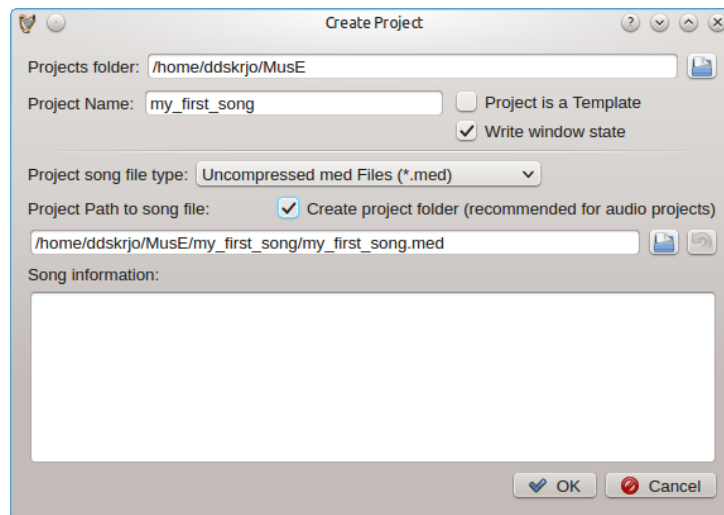 Create Project
Projects folder: /home/ddskrjo/MusE
Project Name: my_first_song Project is a Template
Write window state
Project song file type: Uncompressed med Files (*.med)
Project Path to song file: Create project folder (recommended for audio projects)
/home/ddskrjo/MusE/my_first_song/my_first_song.med
Song information:
OK Cancel